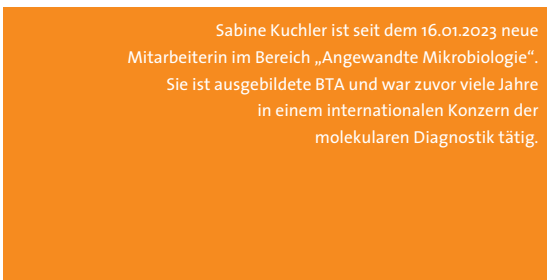 Sabine Kuchler ist seit dem 16.01.2023 neue
Mitarbeiterin im Bereich „Angewandte Mikrobiologie“.
Sie ist ausgebildete BTA und war zuvor viele Jahre
in einem internationalen Konzern der
molekularen Diagnostik tätig.